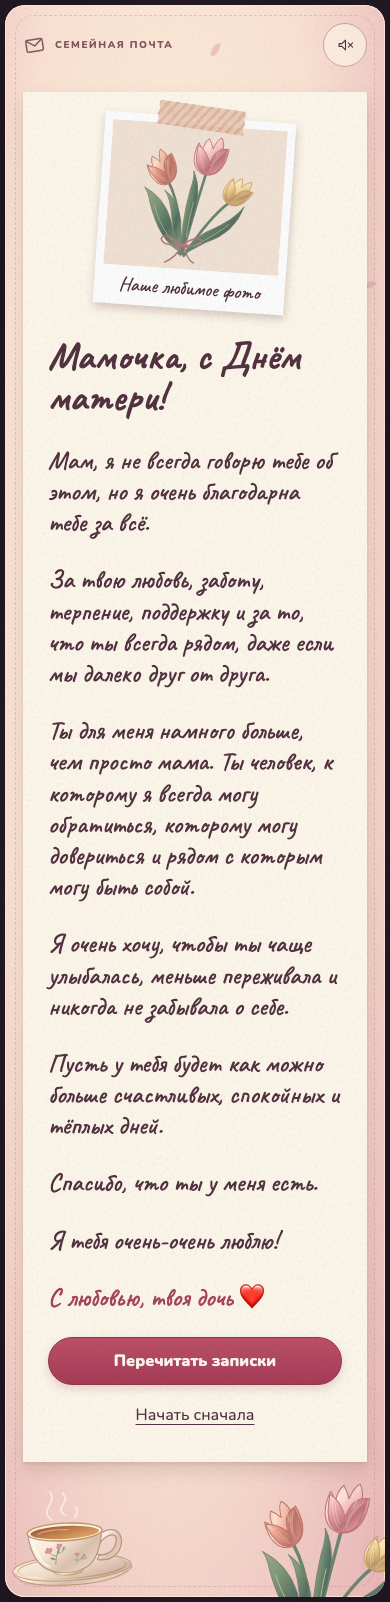 СЕМЕЙНАЯ ПОЧТА
Наше любимое фото
Мамочка, с Днём
матери!
Мам, я не всегда говорю тебе об
этом, но я очень благодарна
тебе за всё.
За твою любовь, заботу,
терпение, поддержку и за то,
что ты всегда рядом, даже если
мы далеко друг от друга.
Ты для меня намного больше,
чем просто мама. Ты человек, к
которому я всегда могу
обратиться, которому могу
довериться и рядом с которым
могу быть собой.
Я очень хочу, чтобы ты чаще
улыбалась, меньше переживала и
никогда не забывала о себе.
Пусть у тебя будет как можно
больше счастливых, спокойных и
тёплых дней.
Спасибо, что ты у меня есть.
Я тебя очень-очень люблю!
С любовью, твоя дочь ❤️
Перечитать записки
Начать сначала